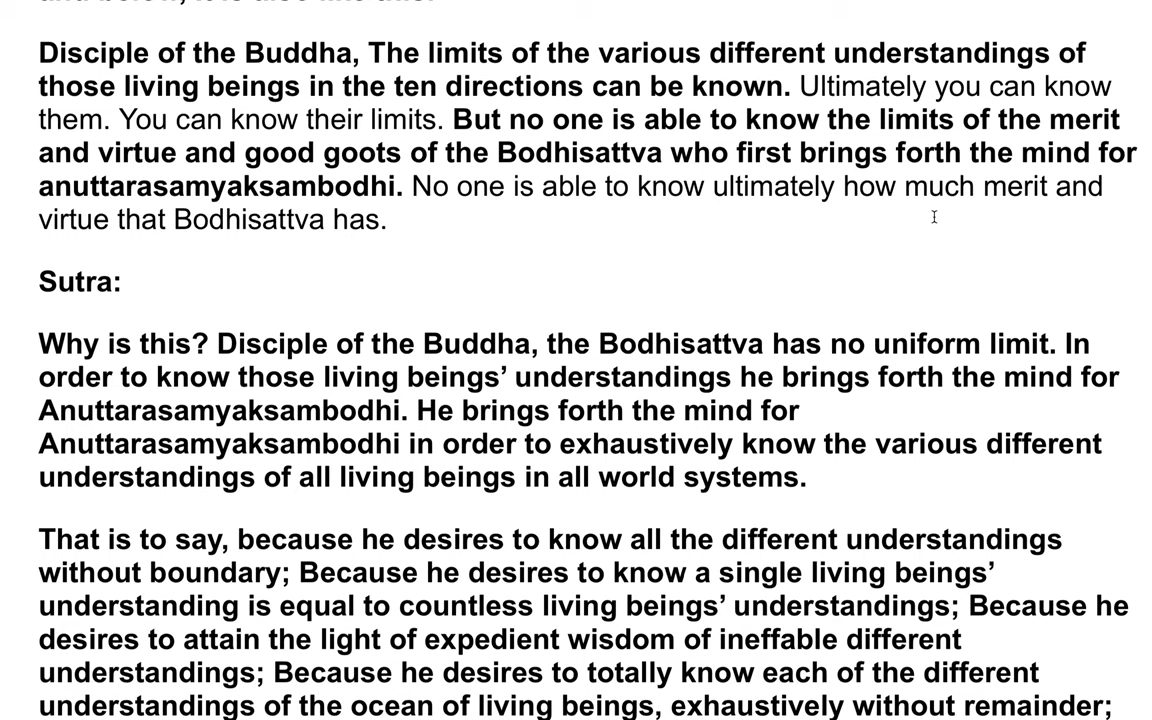 Disciple of the Buddha, The limits of the various different understandings of
those living beings in the ten directions can be known. Ultimately you can know
them. You can know their limits. But no one is able to know the limits of the merit
and virtue and good goots of the Bodhisattva who first brings forth the mind for
anuttarasamyaksambodhi. No one is able to know ultimately how much merit and
virtue that Bodhisattva has.
Sutra:
Why is this? Disciple of the Buddha, the Bodhisattva has no uniform limit. In
order to know those living beings’ understandings he brings forth the mind for
Anuttarasamyaksambodhi. He brings forth the mind for
Anuttarasamyaksambodhi in order to exhaustively know the various different
understandings of all living beings in all world systems.
That is to say, because he desires to know all the different understandings
without boundary; Because he desires to know a single living beings’
understanding is equal to countless living beings’ understandings; Because he
desires to attain the light of expedient wisdom of ineffable different
understandings; Because he desires to totally know each of the different
understandings of the ocean of living beings, exhaustively without remainder;